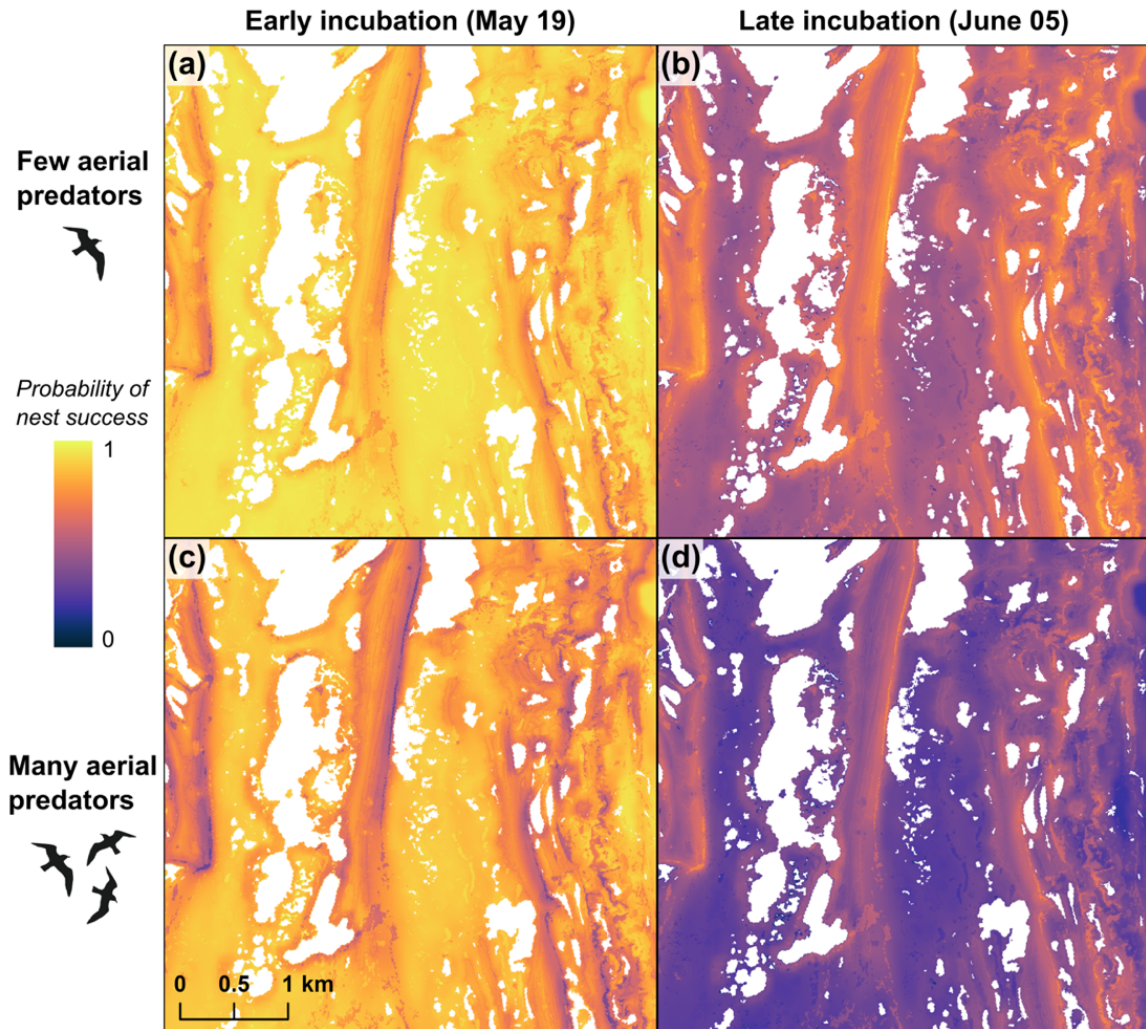 Early incubation (May 19)
Late incubation (June 05)
(a)
(b)
Few aerial
predators
Probability of
nest success
1
0
(c)
(d)
Many aerial
predators
0 0.5 1 km